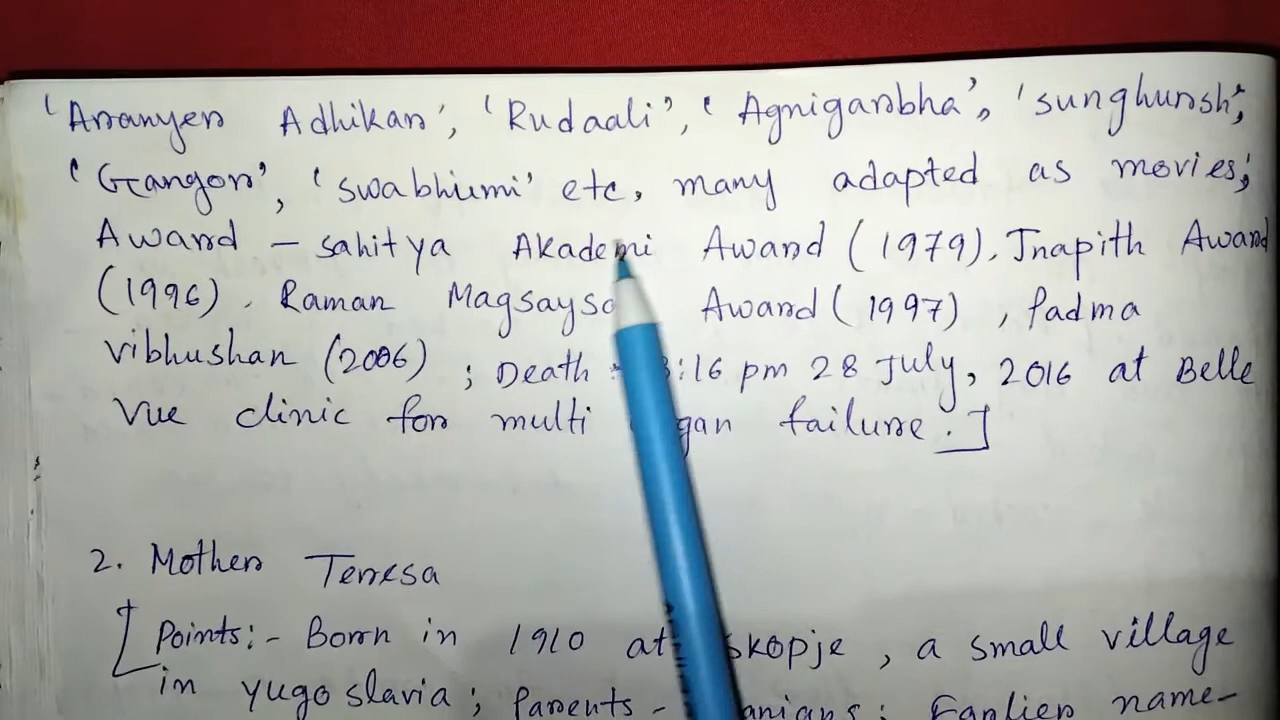 'Aranyer Adhikar', 'Rudaali', 'Agnigarbha', 'sunghursh',
'Gangor', 'swabhumi' etc, many adapted as movies;
Award – sahitya Akademi Award (1979), Jnapith Award
(1996), Raman Magsayso Award (1997), Padma
vibhushan (2006) ; Death :16 pm 28 July, 2016 at Belle
vue clinic for multi failure.]
2. Mother Teresa
[Points:- Born in 1910 at skopje, a small village
in yugoslavia; Parents - ; Earlier name-